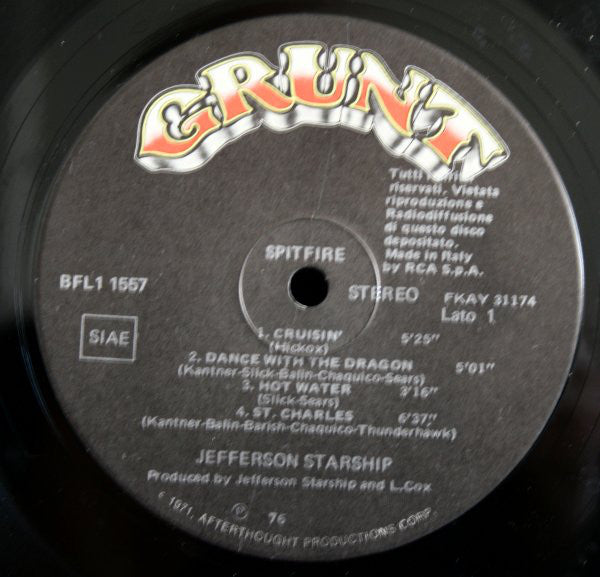 GRUNT
Tutti i diritti
riservati. Vietata
riproduzione e
Radiodiffusione
di questo disco
depositato.
Made in Italy
by RCA S.p.A.
SPITFIRE
BFL1 1557
STEREO
FKAY 31174
SIAE
Lato 1
1. CRUISIN' 5'25"
(Hickox)
2. DANCE WITH THE DRAGON 5'01"
(Kantner-Slick-Balin-Chaquico-Sears)
3. HOT WATER 3'16"
(Slick-Sears)
4. ST. CHARLES 6'37"
(Kantner-Balin-Barish-Chaquico-Thunderhawk)
JEFFERSON STARSHIP
Produced by Jefferson Starship and L.Cox
℗ 76
© 1971, AFTERTHOUGHT PRODUCTIONS CORP.